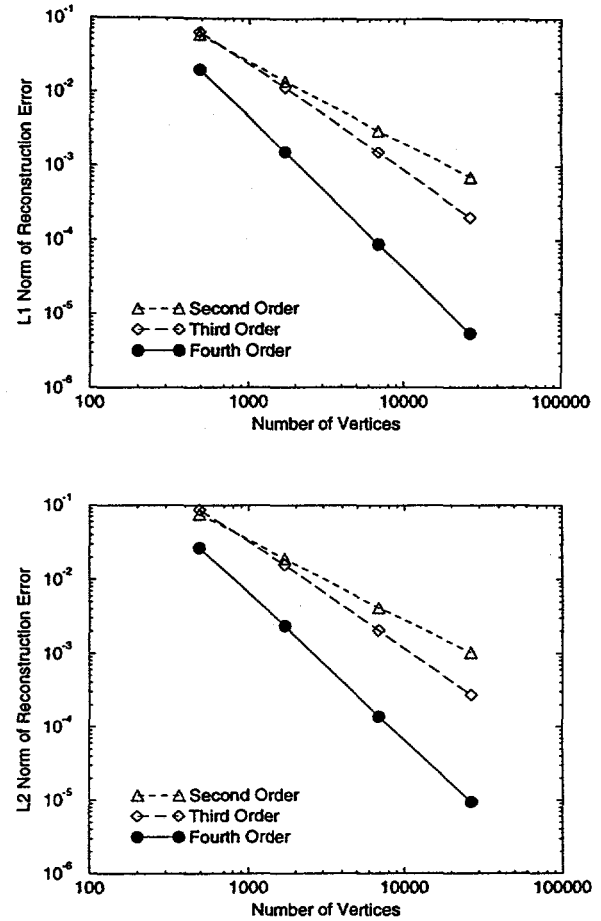 10-1
10-2
10-3
10-4
10-5
10-6
L1 Norm of Reconstruction Error
Second Order
Third Order
Fourth Order
100 1000 10000 100000
Number of Vertices
10-1
10-2
10-3
10-4
10-5
10-6
L2 Norm of Reconstruction Error
Second Order
Third Order
Fourth Order
100 1000 10000 100000
Number of Vertices